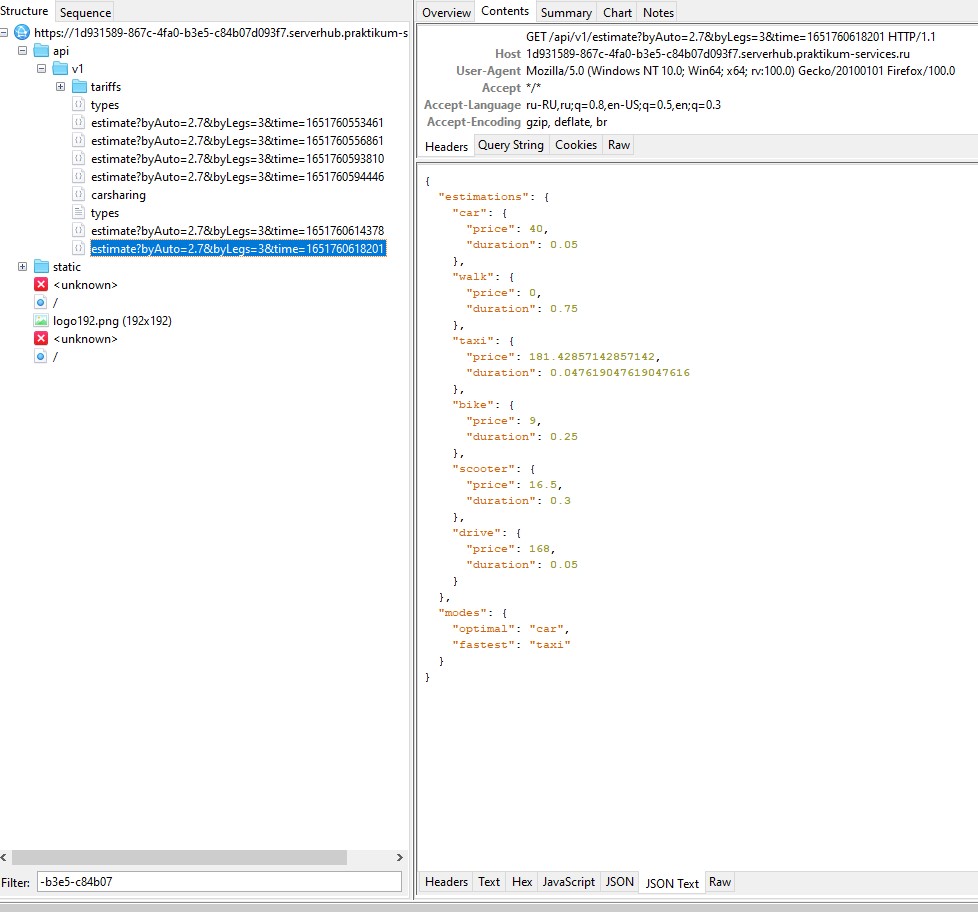 Structure Sequence
https://1d931589-867c-4fa0-b3e5-c84b07d093f7.serverhub.praktikum-s
api
v1
tariffs
types
estimate?byAuto=2.7&byLegs=3&time=1651760553461
estimate?byAuto=2.7&byLegs=3&time=1651760556861
estimate?byAuto=2.7&byLegs=3&time=1651760593810
estimate?byAuto=2.7&byLegs=3&time=1651760594446
carsharing
types
estimate?byAuto=2.7&byLegs=3&time=1651760614378
estimate?byAuto=2.7&byLegs=3&time=1651760618201
static
<unknown>
/
logo192.png (192x192)
<unknown>
/
Filter: -b3e5-c84b07
Overview Contents Summary Chart Notes
GET /api/v1/estimate?byAuto=2.7&byLegs=3&time=1651760618201 HTTP/1.1
Host 1d931589-867c-4fa0-b3e5-c84b07d093f7.serverhub.praktikum-services.ru
User-Agent Mozilla/5.0 (Windows NT 10.0; Win64; x64; rv:100.0) Gecko/20100101 Firefox/100.0
Accept */*
Accept-Language ru-RU,ru;q=0.8,en-US;q=0.5,en;q=0.3
Accept-Encoding gzip, deflate, br
Headers Query String Cookies Raw
{
"estimations": {
"car": {
"price": 40,
"duration": 0.05
},
"walk": {
"price": 0,
"duration": 0.75
},
"taxi": {
"price": 181.42857142857142,
"duration": 0.047619047619047616
},
"bike": {
"price": 9,
"duration": 0.25
},
"scooter": {
"price": 16.5,
"duration": 0.3
},
"drive": {
"price": 168,
"duration": 0.05
}
},
"modes": {
"optimal": "car",
"fastest": "taxi"
}
}
Headers Text Hex JavaScript JSON JSON Text Raw